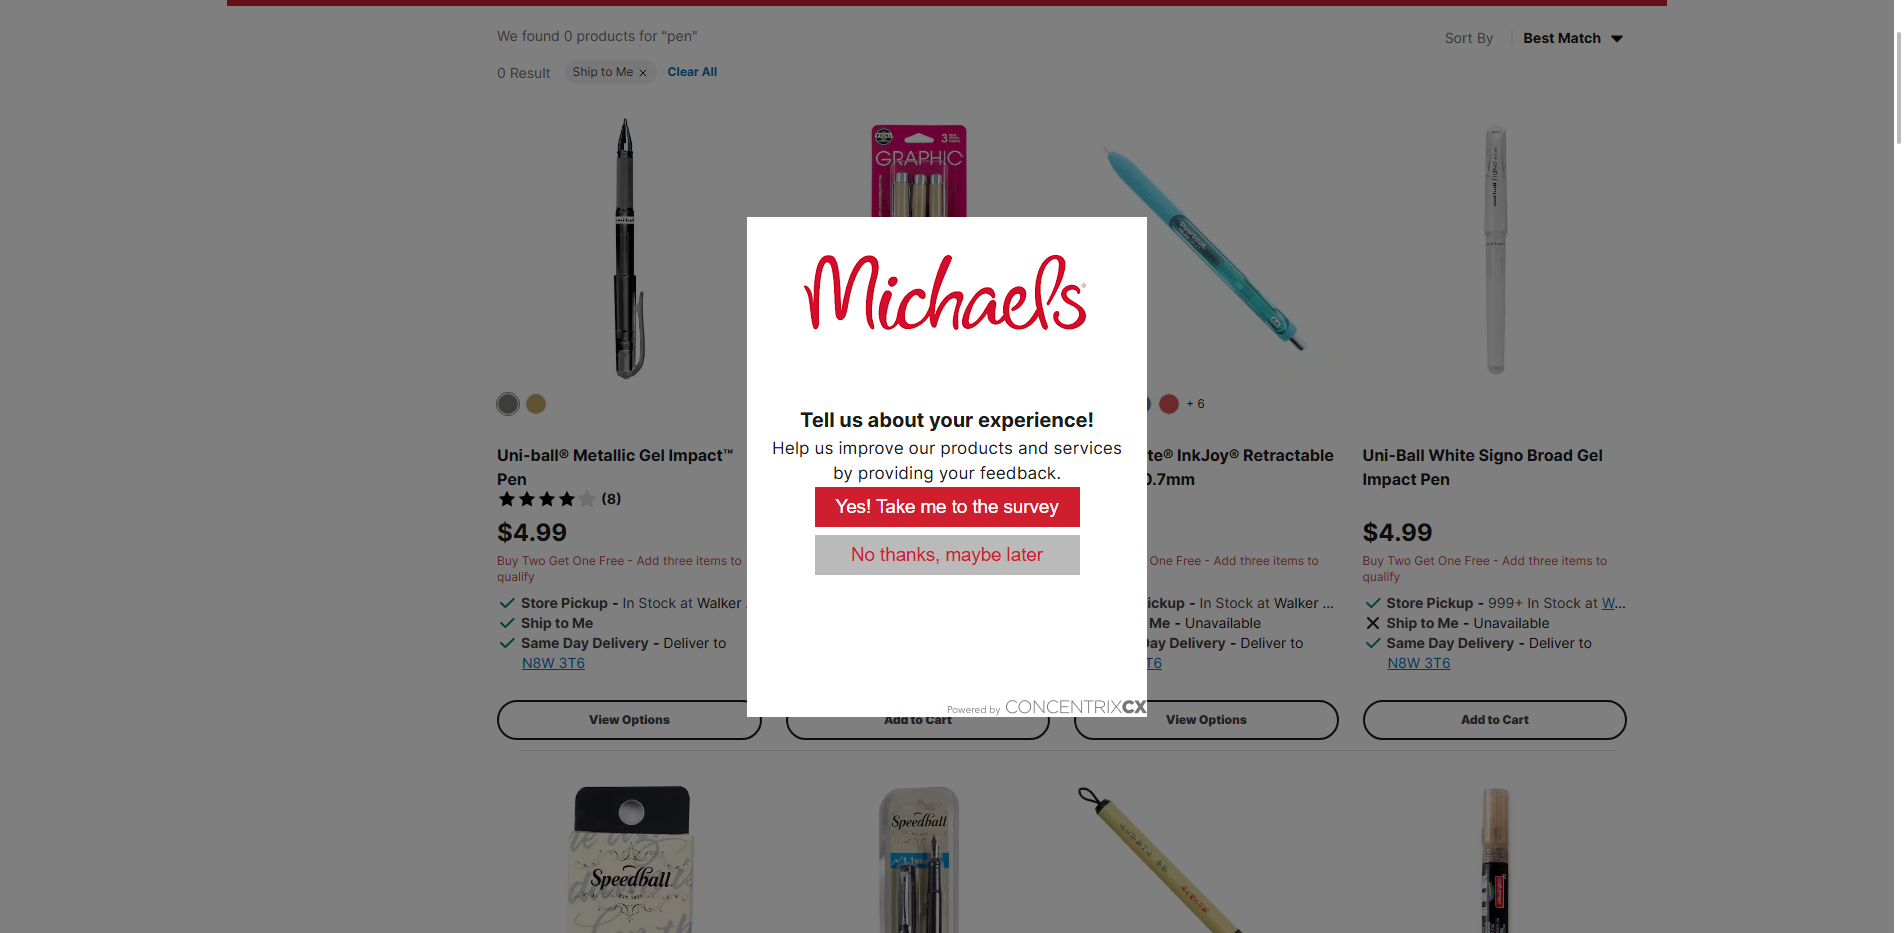 We found 0 products for "pen"
Sort By
Best Match
0 Result
Ship to Me
Clear All
GRAPHIC
3
Michaels
Tell us about your experience!
Help us improve our products and services
by providing your feedback.
Yes! Take me to the survey
No thanks, maybe later
Powered by CONCENTRIXCX
+ 6
Uni-ball® Metallic Gel Impact™
Pen
(8)
$4.99
Buy Two Get One Free - Add three items to
qualify
Store Pickup - In Stock at Walker
Ship to Me
Same Day Delivery - Deliver to
N8W 3T6
View Options
Add to Cart
te® InkJoy® Retractable
0.7mm
One Free - Add three items to
ickup - In Stock at Walker ...
Me - Unavailable
ay Delivery - Deliver to
T6
View Options
Uni-Ball White Signo Broad Gel
Impact Pen
$4.99
Buy Two Get One Free - Add three items to
qualify
Store Pickup - 999+ In Stock at W...
Ship to Me - Unavailable
Same Day Delivery - Deliver to
N8W 3T6
Add to Cart
Speedball
Speedball
1.1